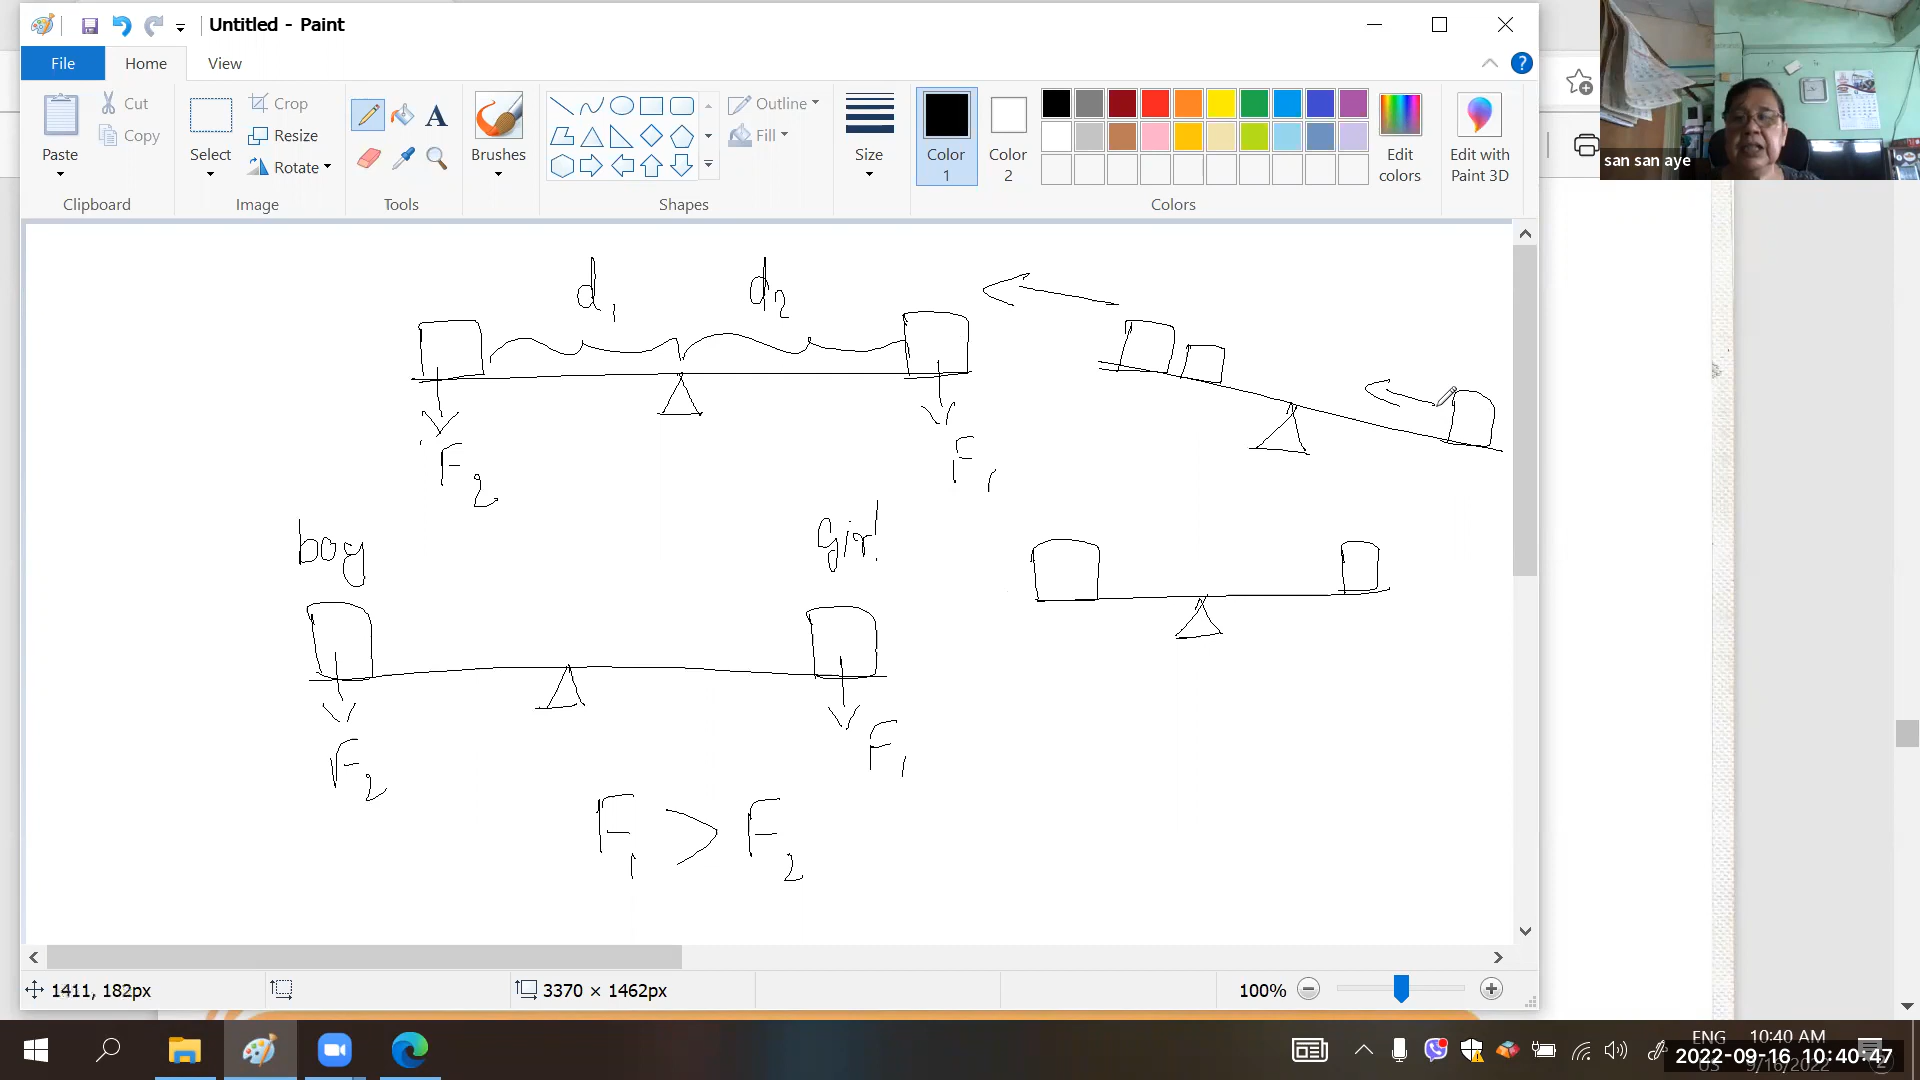 Untitled - Paint
File Home View
Paste
Cut
Copy
Clipboard
Select
Crop
Resize
Rotate
Image
Tools
Brushes
Shapes
Outline
Fill
Size
Color 1
Color 2
Edit colors
Edit with Paint 3D
Colors
san san aye
d1 d2
F2 F1
boy girl
F2 F1
F1 > F2
1411, 182px
3370 × 1462px
100%
ENG 10:40 AM
2022-09-16 10:40:47